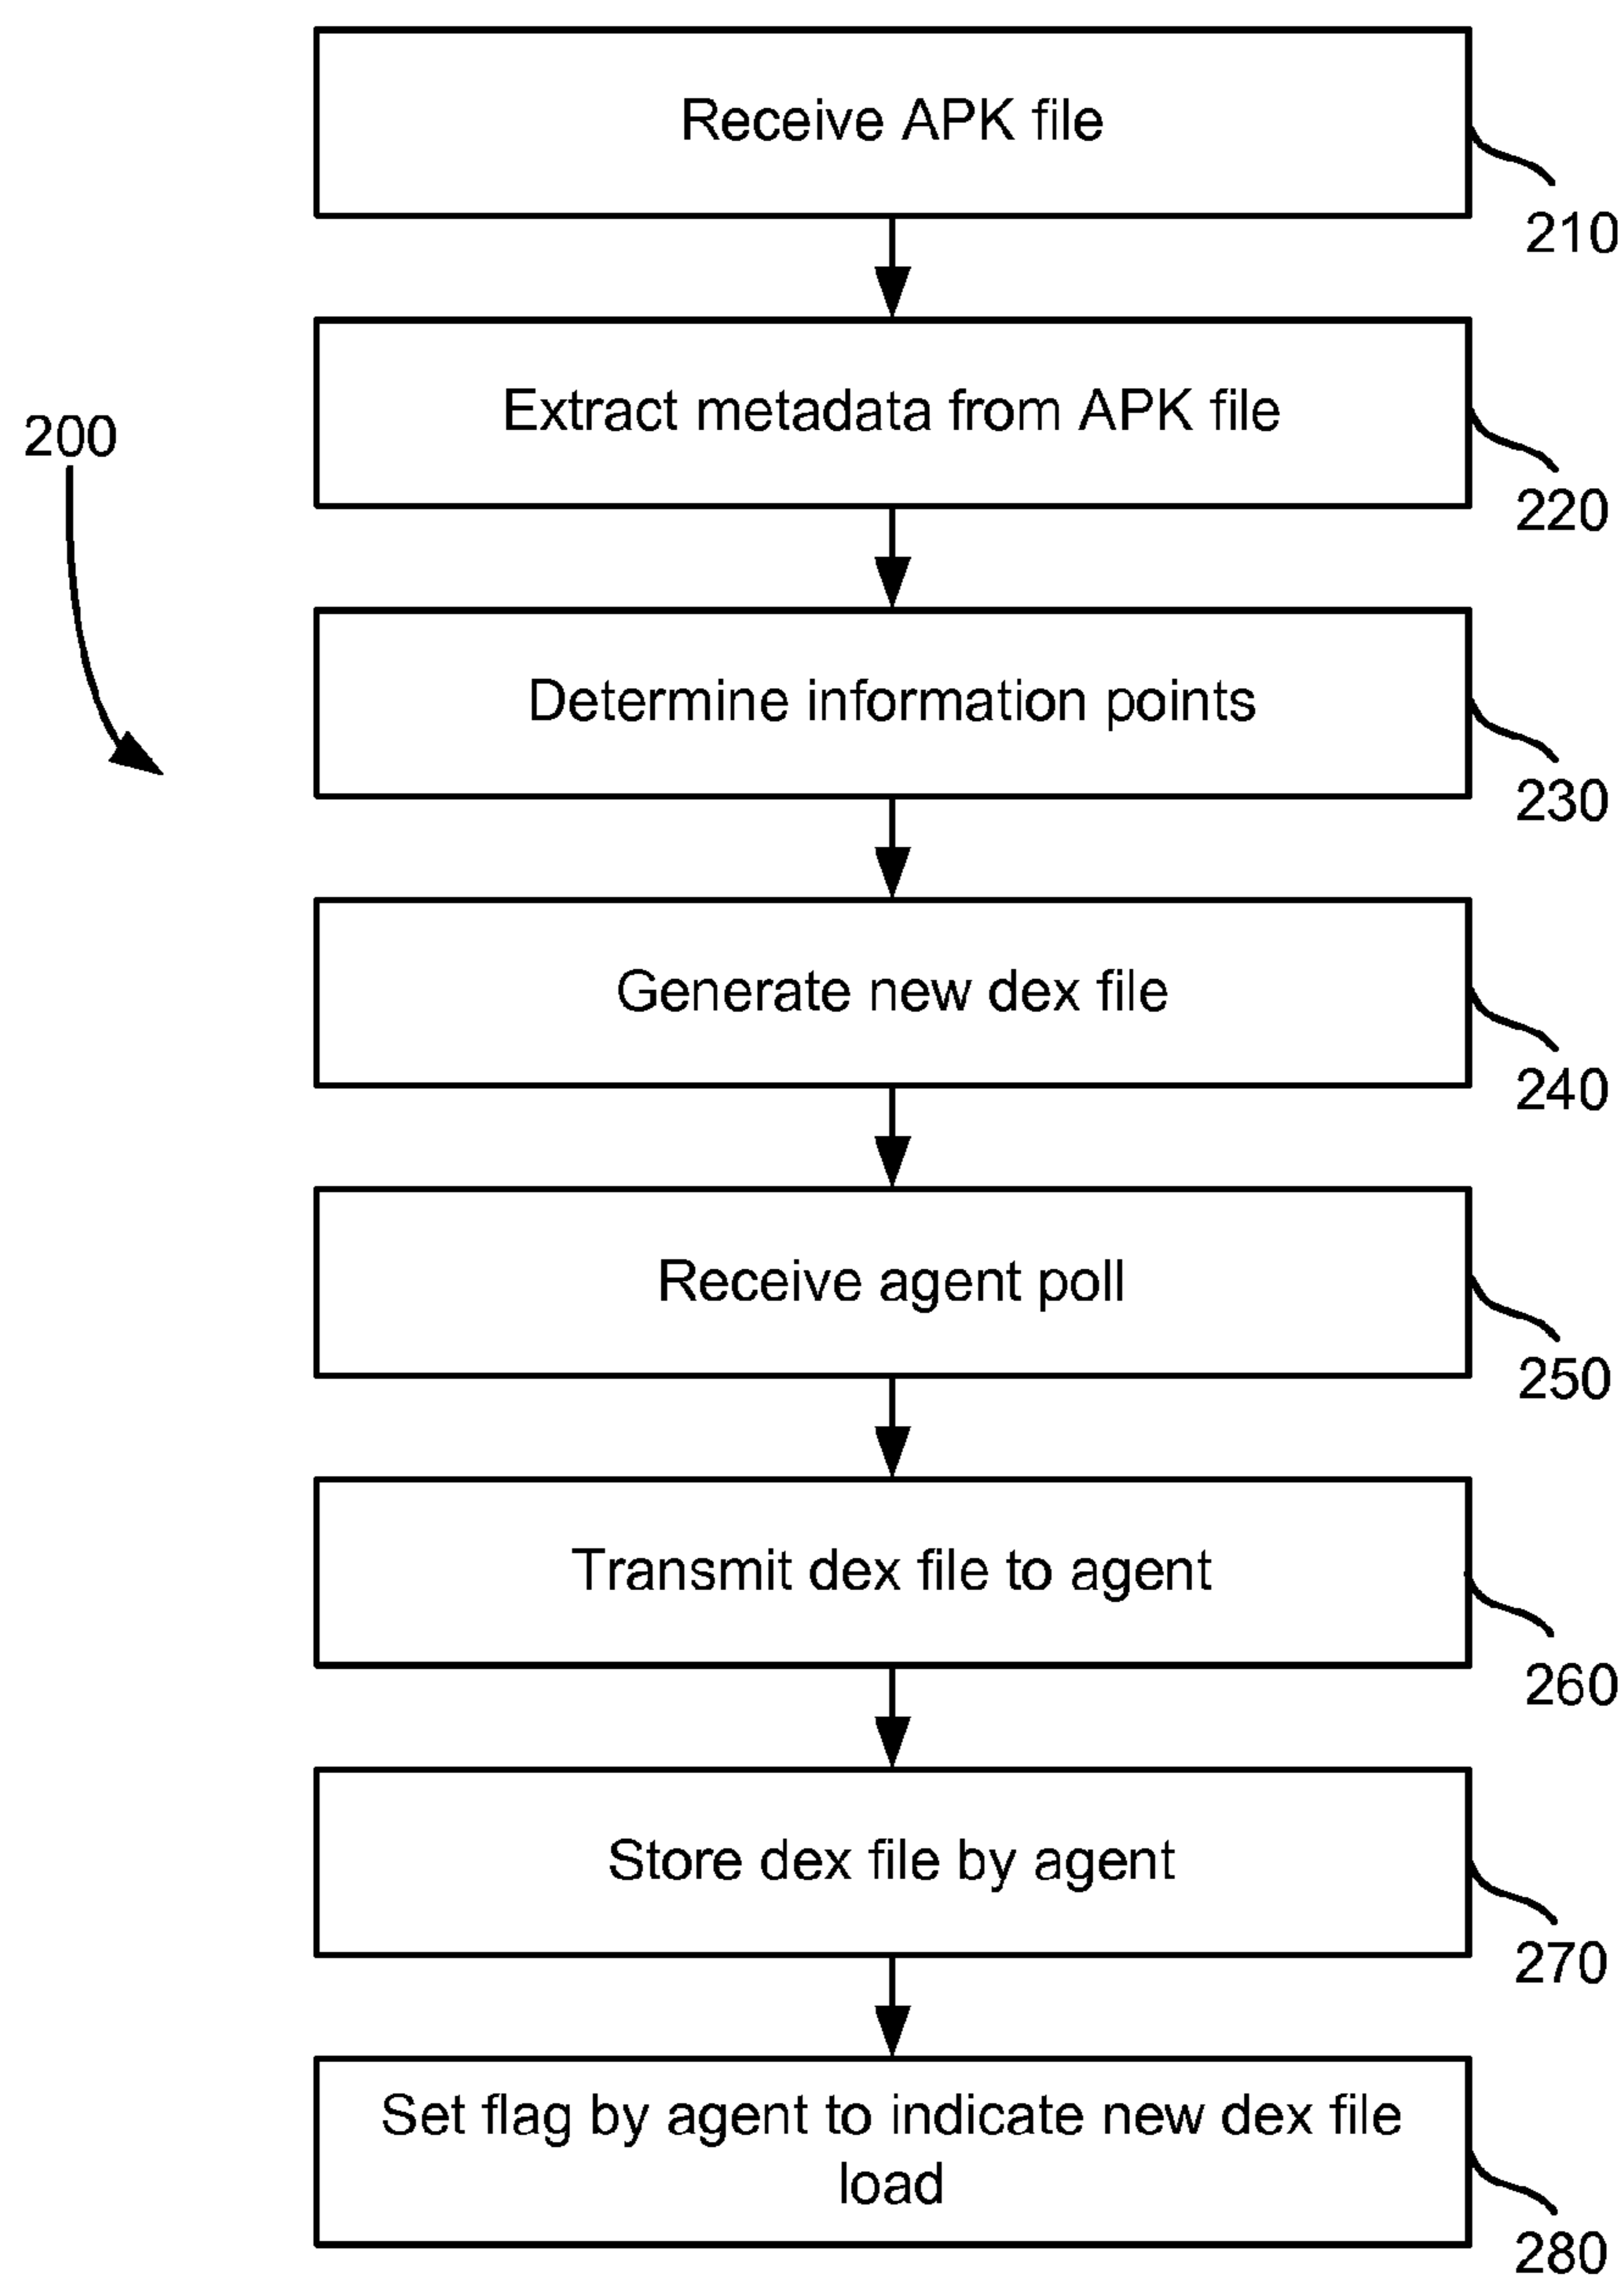 Receive APK file
210
Extract metadata from APK file
220
200
Determine information points
230
Generate new dex file
240
Receive agent poll
250
Transmit dex file to agent
260
Store dex file by agent
270
Set flag by agent to indicate new dex file
load
280